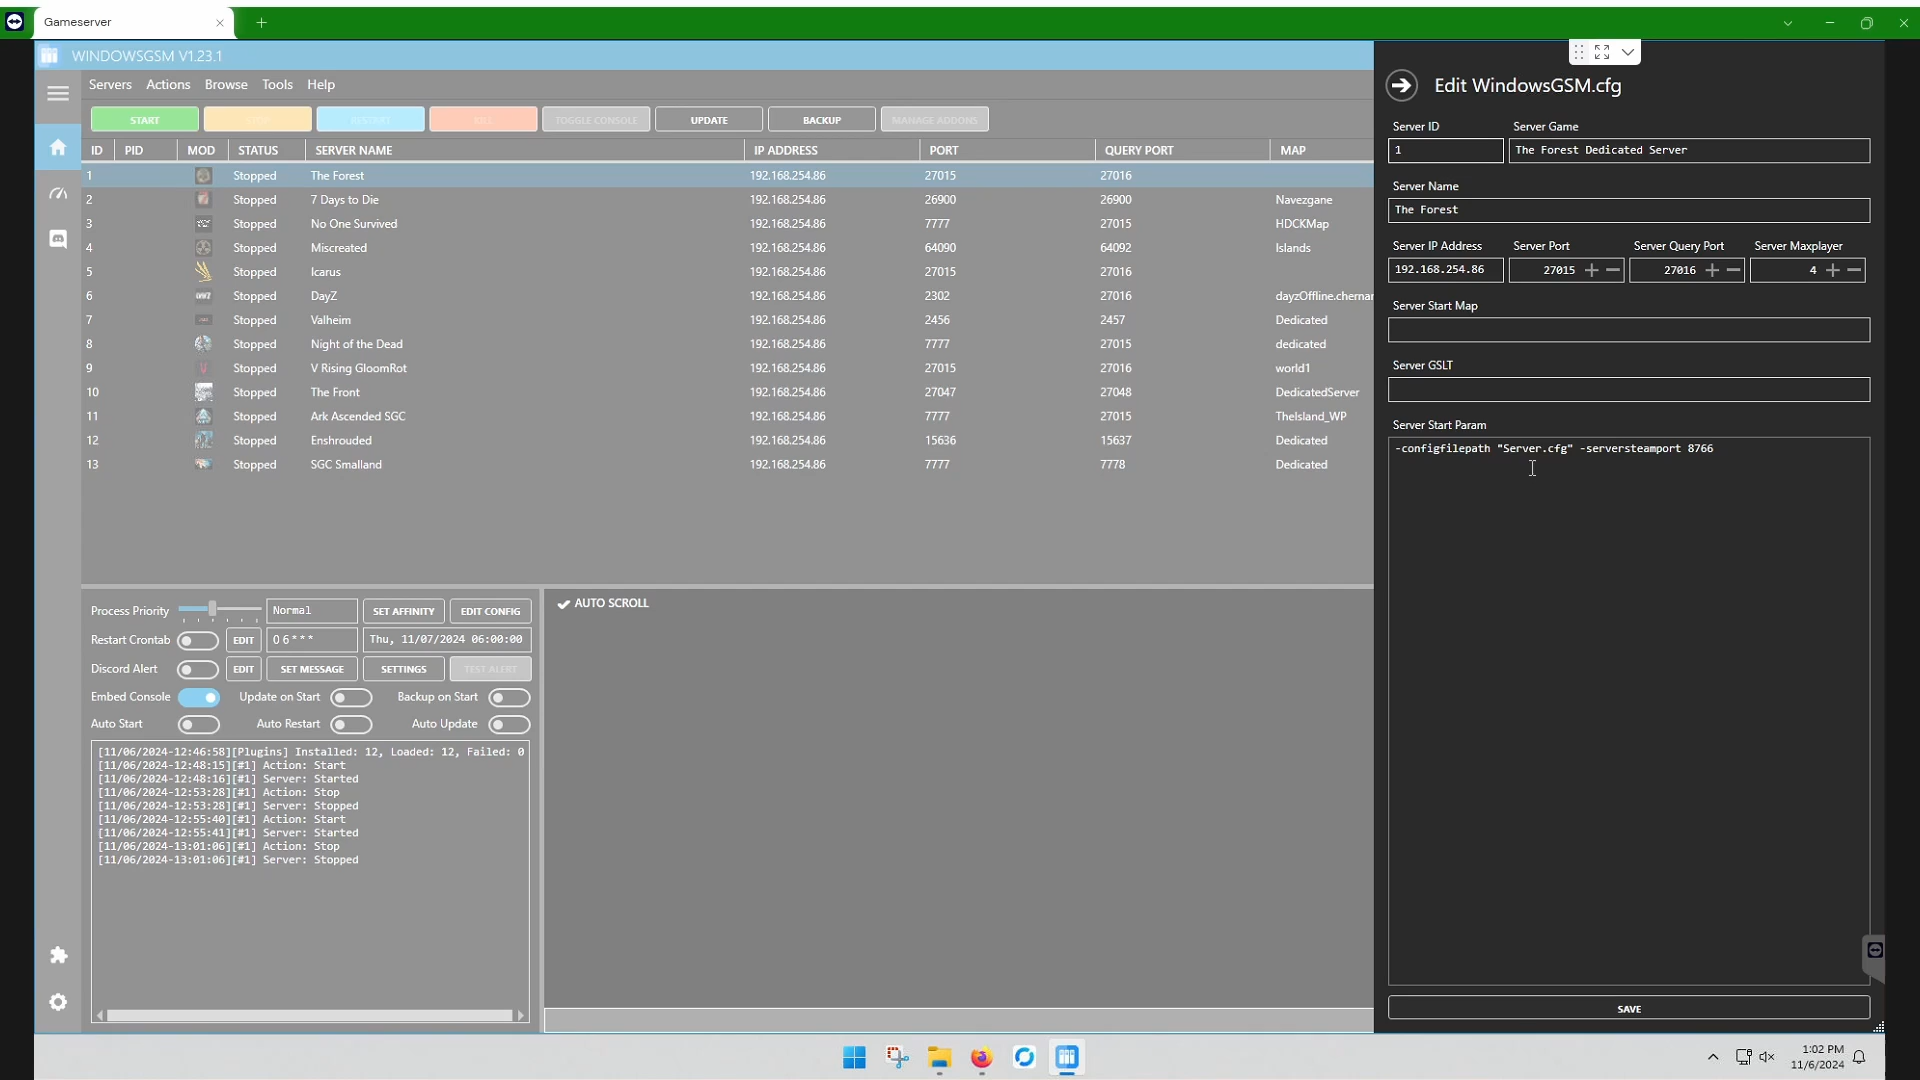 Gameserver
WINDOWSGSM V1.23.1
Servers Actions Browse Tools Help
START STOP RESTART KILL TOGGLE CONSOLE UPDATE BACKUP MANAGE ADDONS
ID PID MOD STATUS SERVER NAME IP ADDRESS PORT QUERY PORT MAP
1 Stopped The Forest 192.168.254.86 27015 27016
2 Stopped 7 Days to Die 192.168.254.86 26900 26900 Navezgane
3 Stopped No One Survived 192.168.254.86 7777 27015 HDCKMap
4 Stopped Miscreated 192.168.254.86 64090 64092 Islands
5 Stopped Icarus 192.168.254.86 27015 27016
6 Stopped DayZ 192.168.254.86 2302 27016 dayzOffline.chernar
7 Stopped Valheim 192.168.254.86 2456 2457 Dedicated
8 Stopped Night of the Dead 192.168.254.86 7777 27015 dedicated
9 Stopped V Rising GloomRot 192.168.254.86 27015 27016 world1
10 Stopped The Front 192.168.254.86 27047 27048 DedicatedServer
11 Stopped Ark Ascended SGC 192.168.254.86 7777 27015 TheIsland_WP
12 Stopped Enshrouded 192.168.254.86 15636 15637 Dedicated
13 Stopped SGC Smalland 192.168.254.86 7777 7778 Dedicated
Process Priority Normal SET AFFINITY EDIT CONFIG
Restart Crontab EDIT 0 6 * * * Thu, 11/07/2024 06:00:00
Discord Alert EDIT SET MESSAGE SETTINGS TEST ALERT
Embed Console Update on Start Backup on Start
Auto Start Auto Restart Auto Update
[11/06/2024-12:46:58][Plugins] Installed: 12, Loaded: 12, Failed: 0
[11/06/2024-12:48:15][#1] Action: Start
[11/06/2024-12:48:16][#1] Server: Started
[11/06/2024-12:53:28][#1] Action: Stop
[11/06/2024-12:53:28][#1] Server: Stopped
[11/06/2024-12:55:40][#1] Action: Start
[11/06/2024-12:55:41][#1] Server: Started
[11/06/2024-13:01:06][#1] Action: Stop
[11/06/2024-13:01:06][#1] Server: Stopped
AUTO SCROLL
Edit WindowsGSM.cfg
Server ID Server Game
1 The Forest Dedicated Server
Server Name
The Forest
Server IP Address Server Port Server Query Port Server Maxplayer
192.168.254.86 27015 27016 4
Server Start Map
Server GSLT
Server Start Param
-configfilepath "Server.cfg" -serversteamport 8766
SAVE
1:02 PM
11/6/2024